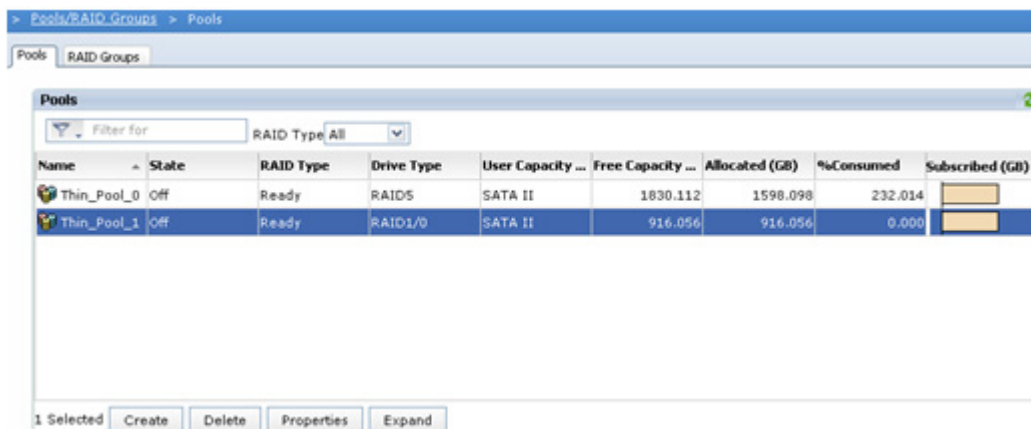 > Pools/RAID Groups > Pools
Pools RAID Groups
Pools
Filter for RAID Type All
Name State RAID Type Drive Type User Capacity ... Free Capacity ... Allocated (GB) %Consumed Subscribed (GB)
Thin_Pool_0 Off Ready RAID5 SATA II 1830.112 1598.098 232.014
Thin_Pool_1 Off Ready RAID1/0 SATA II 916.056 916.056 0.000
1 Selected Create Delete Properties Expand